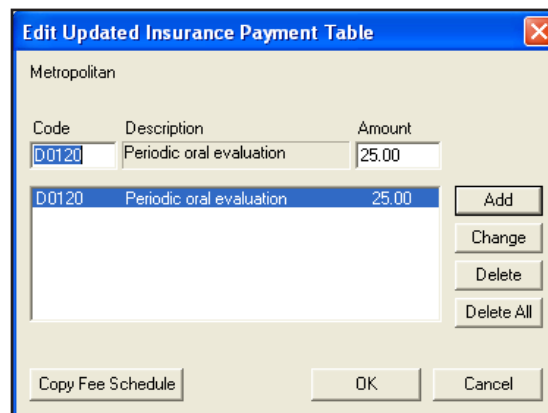 Edit Updated Insurance Payment Table
Metropolitan
Code Description Amount
D0120 Periodic oral evaluation 25.00
D0120 Periodic oral evaluation 25.00
Add
Change
Delete
Delete All
Copy Fee Schedule OK Cancel